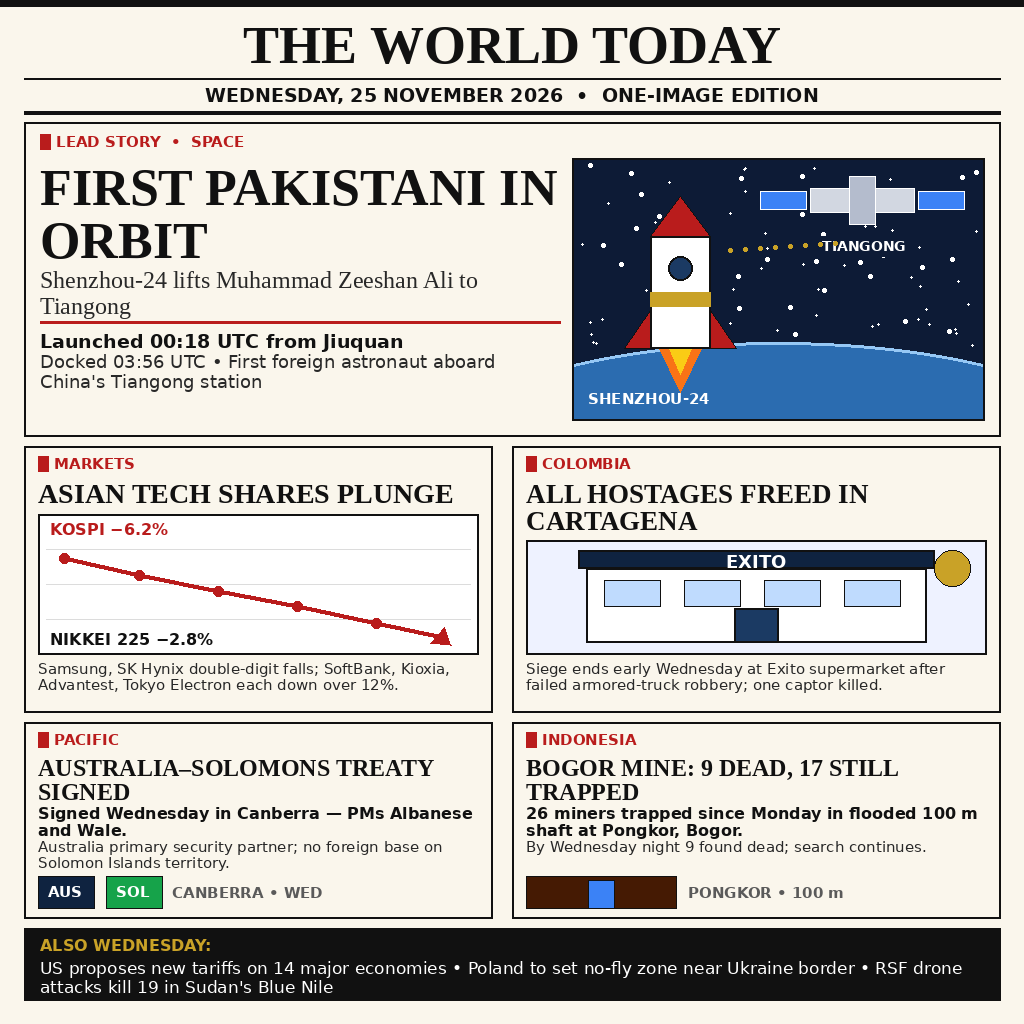 THE WORLD TODAY
WEDNESDAY, 25 NOVEMBER 2026 • ONE-IMAGE EDITION
LEAD STORY • SPACE
FIRST PAKISTANI IN
ORBIT
Shenzhou-24 lifts Muhammad Zeeshan Ali to
Tiangong
Launched 00:18 UTC from Jiuquan
Docked 03:56 UTC • First foreign astronaut aboard
China's Tiangong station
TIANGONG
SHENZHOU-24
MARKETS
ASIAN TECH SHARES PLUNGE
KOSPI −6.2%
NIKKEI 225 −2.8%
Samsung, SK Hynix double-digit falls; SoftBank, Kioxia,
Advantest, Tokyo Electron each down over 12%.
COLOMBIA
ALL HOSTAGES FREED IN
CARTAGENA
EXITO
Siege ends early Wednesday at Exito supermarket after
failed armored-truck robbery; one captor killed.
PACIFIC
AUSTRALIA–SOLOMONS TREATY
SIGNED
Signed Wednesday in Canberra — PMs Albanese
and Wale.
Australia primary security partner; no foreign base on
Solomon Islands territory.
AUS
SOL
CANBERRA • WED
INDONESIA
BOGOR MINE: 9 DEAD, 17 STILL
TRAPPED
26 miners trapped since Monday in flooded 100 m
shaft at Pongkor, Bogor.
By Wednesday night 9 found dead; search continues.
PONGKOR • 100 m
ALSO WEDNESDAY:
US proposes new tariffs on 14 major economies • Poland to set no-fly zone near Ukraine border • RSF drone
attacks kill 19 in Sudan's Blue Nile